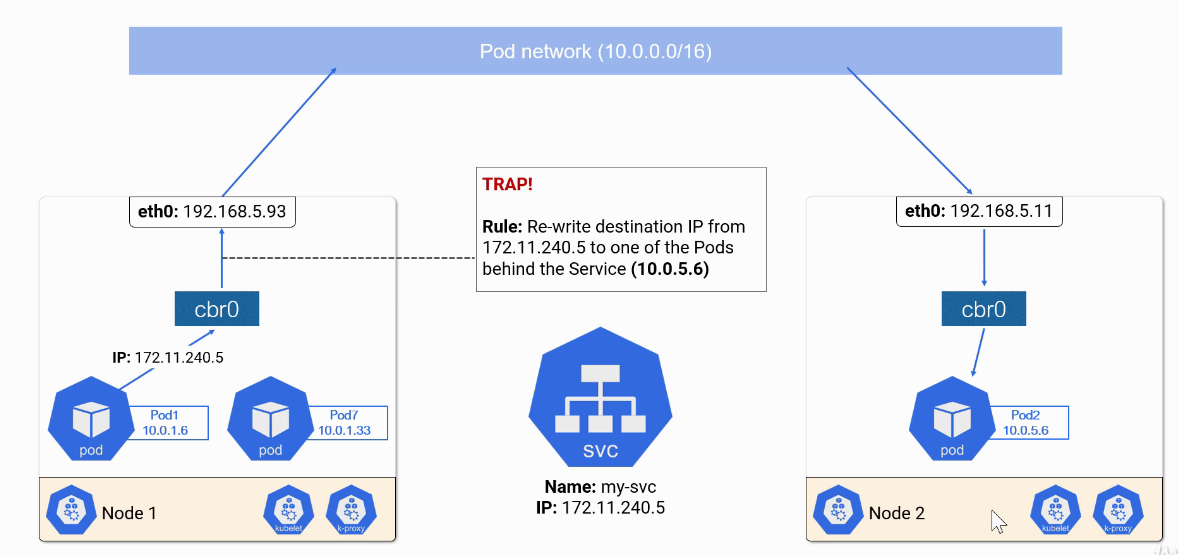 Pod network (10.0.0.0/16)
TRAP!
Rule: Re-write destination IP from
172.11.240.5 to one of the Pods
behind the Service (10.0.5.6)
eth0: 192.168.5.93
cbr0
IP: 172.11.240.5
Pod1
10.0.1.6
pod
Pod7
10.0.1.33
pod
Node 1
kubelet
k-proxy
SVC
Name: my-svc
IP: 172.11.240.5
eth0: 192.168.5.11
cbr0
Pod2
10.0.5.6
pod
Node 2
kubelet
k-proxy